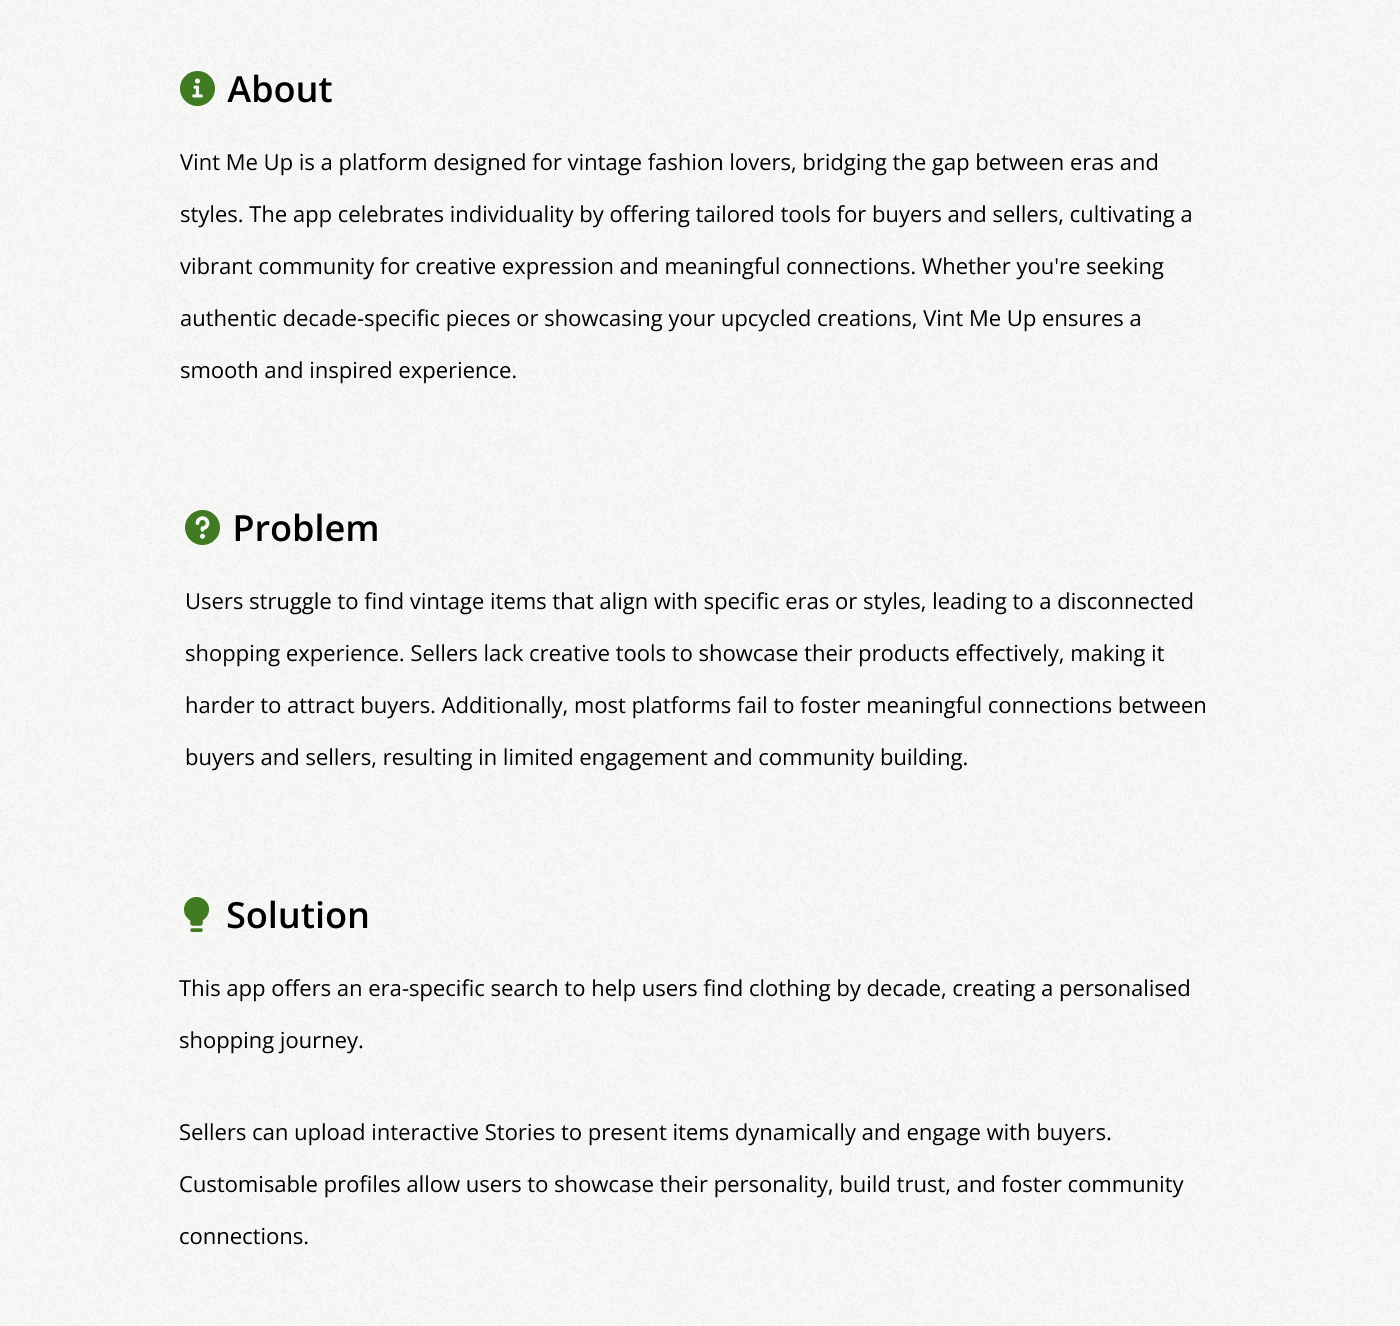 About
Vint Me Up is a platform designed for vintage fashion lovers, bridging the gap between eras and
styles. The app celebrates individuality by offering tailored tools for buyers and sellers, cultivating a
vibrant community for creative expression and meaningful connections. Whether you're seeking
authentic decade-specific pieces or showcasing your upcycled creations, Vint Me Up ensures a
smooth and inspired experience.
Problem
Users struggle to find vintage items that align with specific eras or styles, leading to a disconnected
shopping experience. Sellers lack creative tools to showcase their products effectively, making it
harder to attract buyers. Additionally, most platforms fail to foster meaningful connections between
buyers and sellers, resulting in limited engagement and community building.
Solution
This app offers an era-specific search to help users find clothing by decade, creating a personalised
shopping journey.
Sellers can upload interactive Stories to present items dynamically and engage with buyers.
Customisable profiles allow users to showcase their personality, build trust, and foster community
connections.